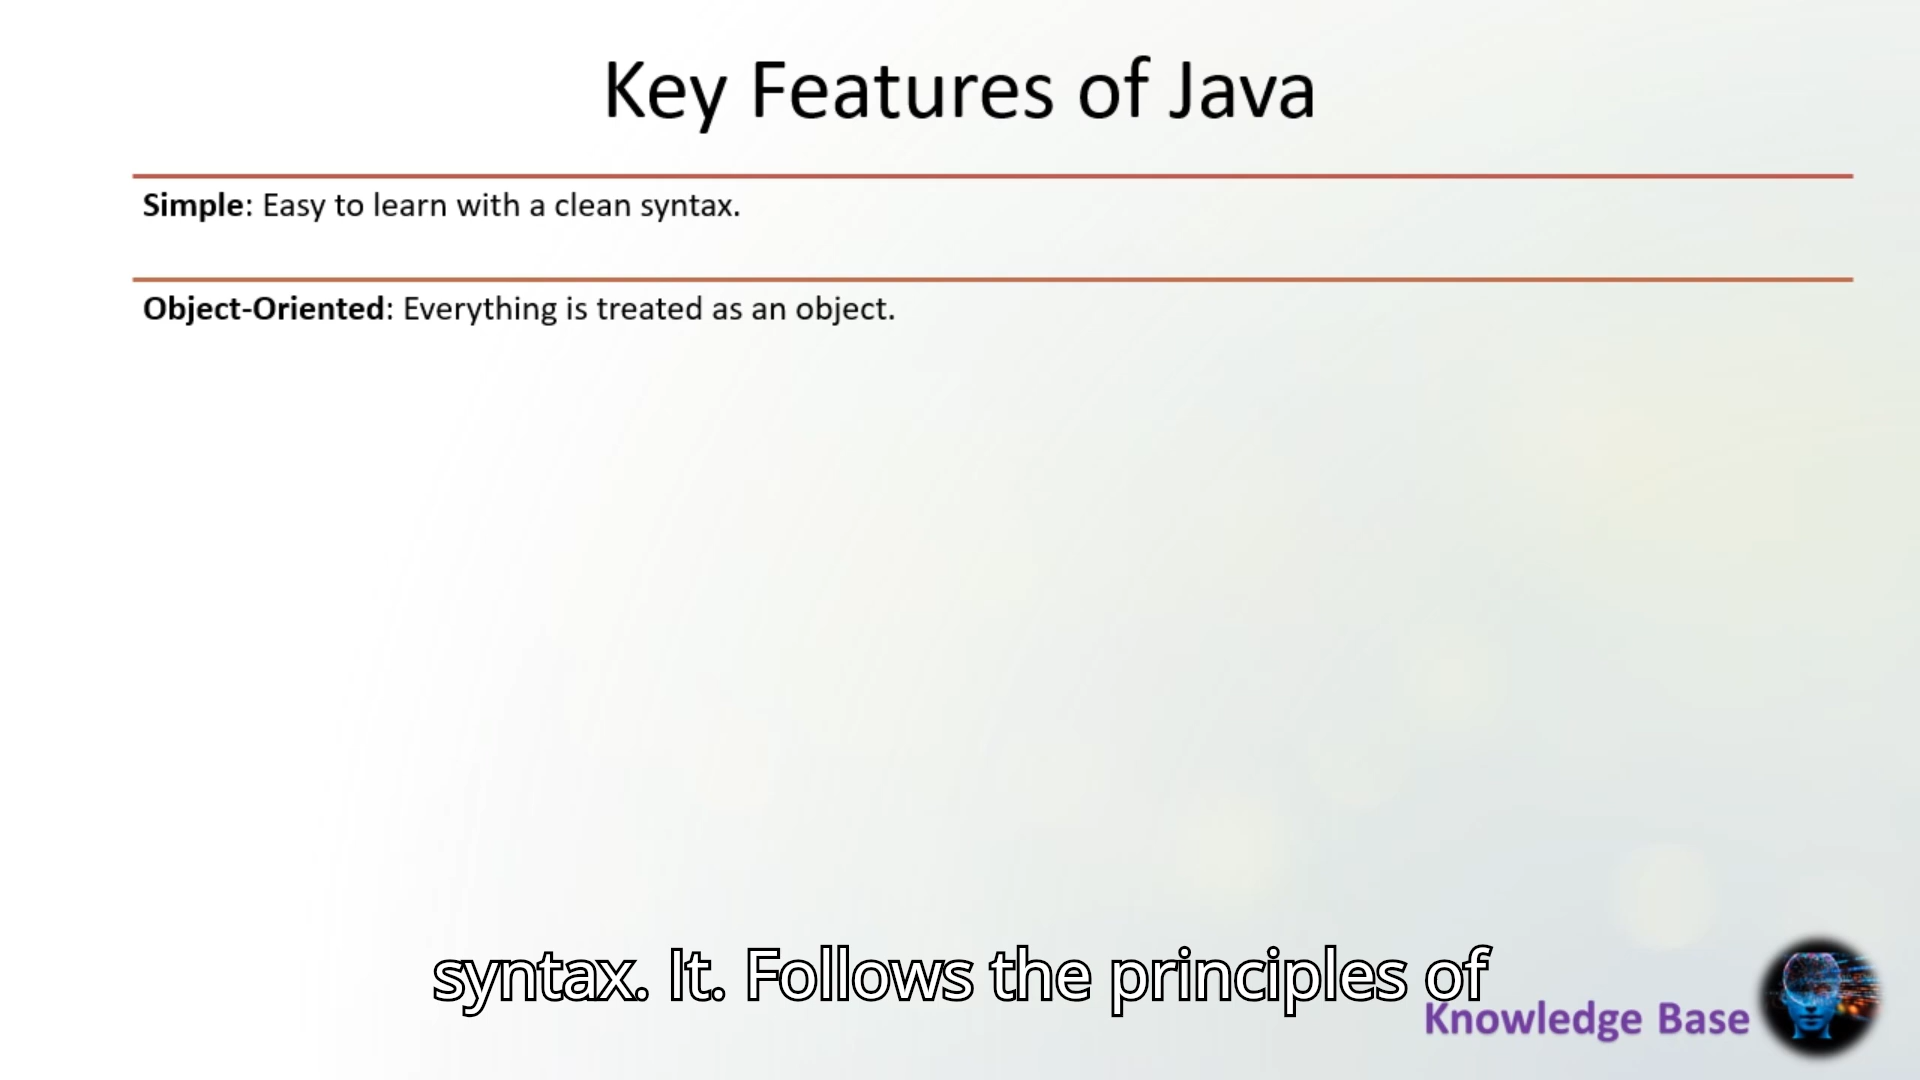 Key Features of Java
Simple: Easy to learn with a clean syntax.
Object-Oriented: Everything is treated as an object.
syntax. It. Follows the principles of
Knowledge Base